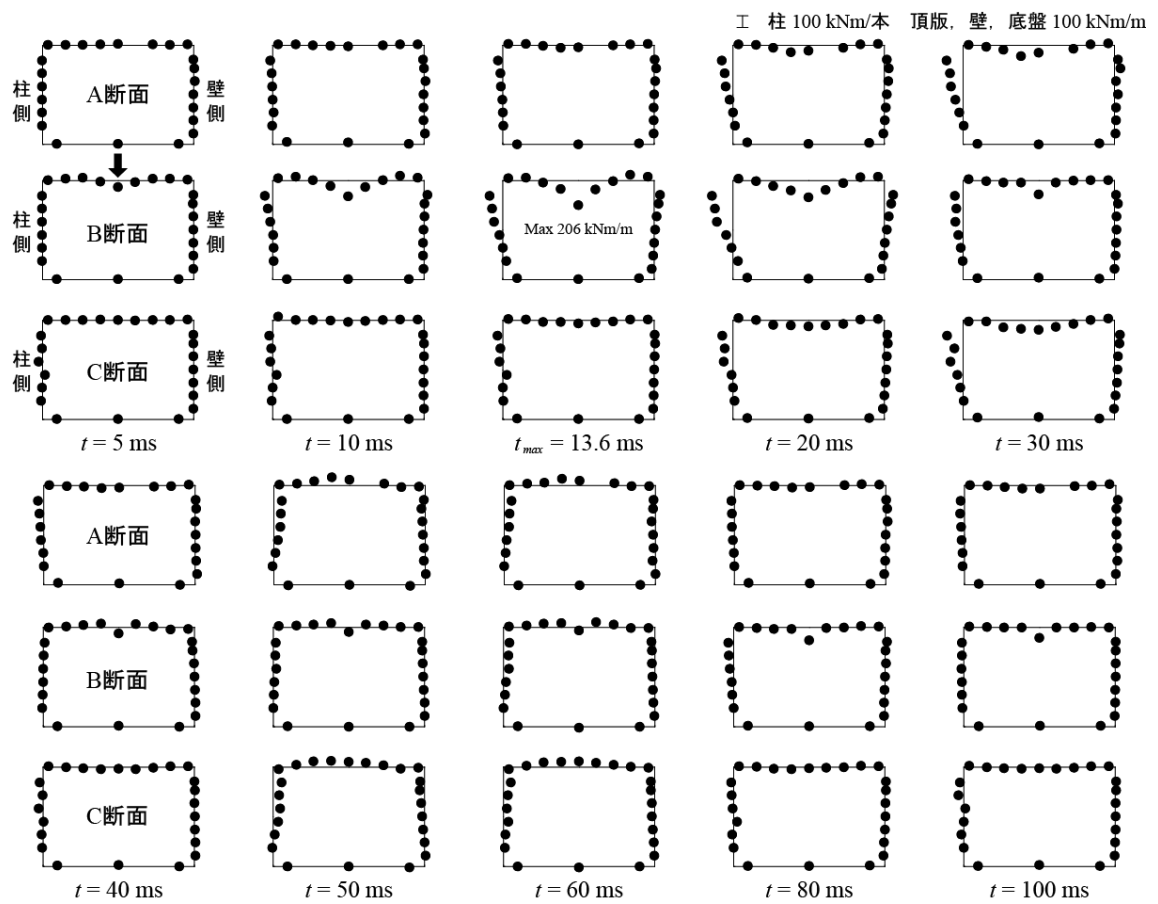 柱 100 kNm/本 頂版，壁，底盤 100 kNm/m
柱側
A断面
壁側
柱側
B断面
壁側
Max 206 kNm/m
柱側
C断面
壁側
t = 5 ms
t = 10 ms
tmax = 13.6 ms
t = 20 ms
t = 30 ms
A断面
B断面
C断面
t = 40 ms
t = 50 ms
t = 60 ms
t = 80 ms
t = 100 ms